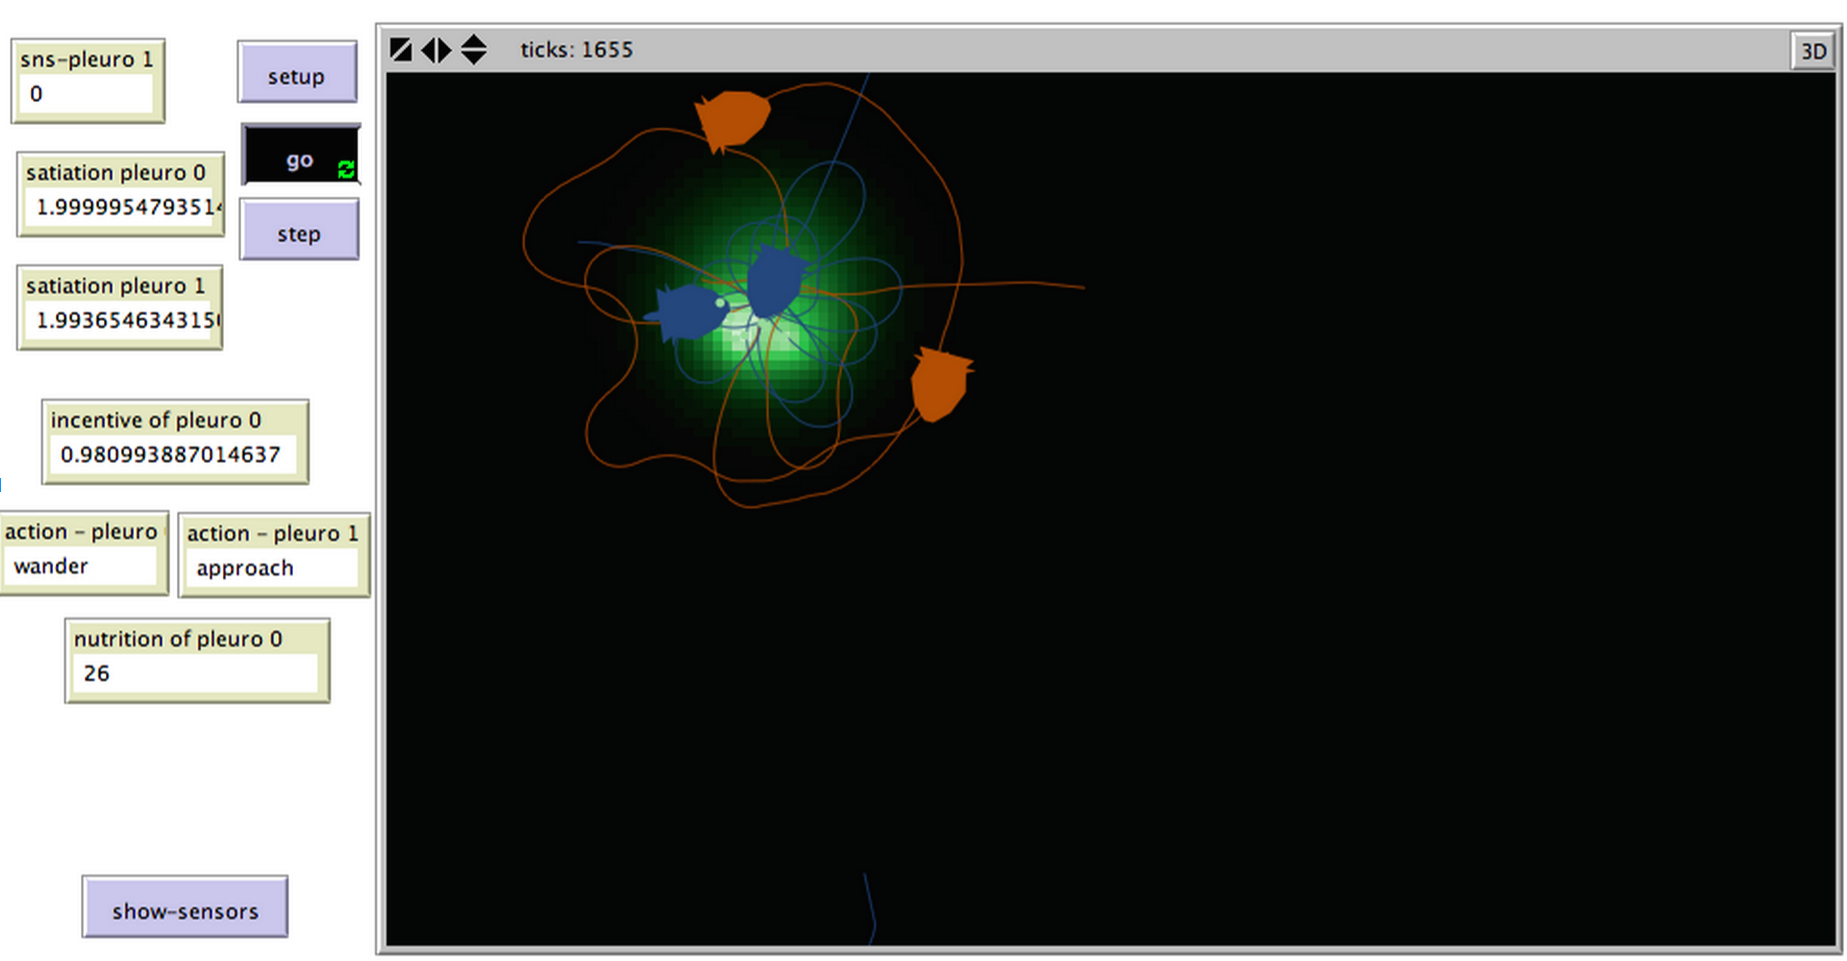 sns-pleuro 1
0
setup
satiation pleuro 0
1.9999954793514
go
step
satiation pleuro 1
1.993654634315
incentive of pleuro 0
0.980993887014637
action - pleuro
wander
action - pleuro 1
approach
nutrition of pleuro 0
26
show-sensors
ticks: 1655
3D